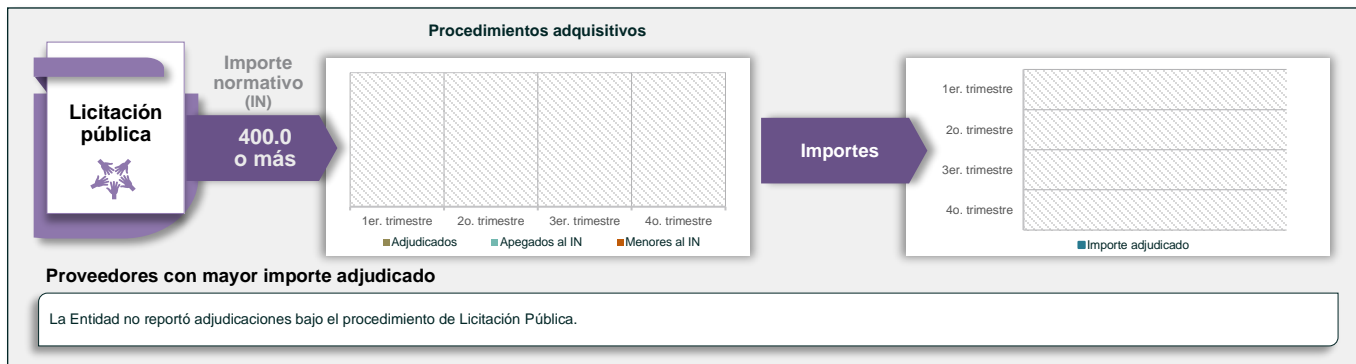 Procedimientos adquisitivos
Licitación
pública
Importe
normativo
(IN)
400.0
o más
1er. trimestre
2o. trimestre
3er. trimestre
4o. trimestre
Adjudicados
Apegados al IN
Menores al IN
Importes
1er. trimestre
2o. trimestre
3er. trimestre
4o. trimestre
Importe adjudicado
Proveedores con mayor importe adjudicado
La Entidad no reportó adjudicaciones bajo el procedimiento de Licitación Pública.